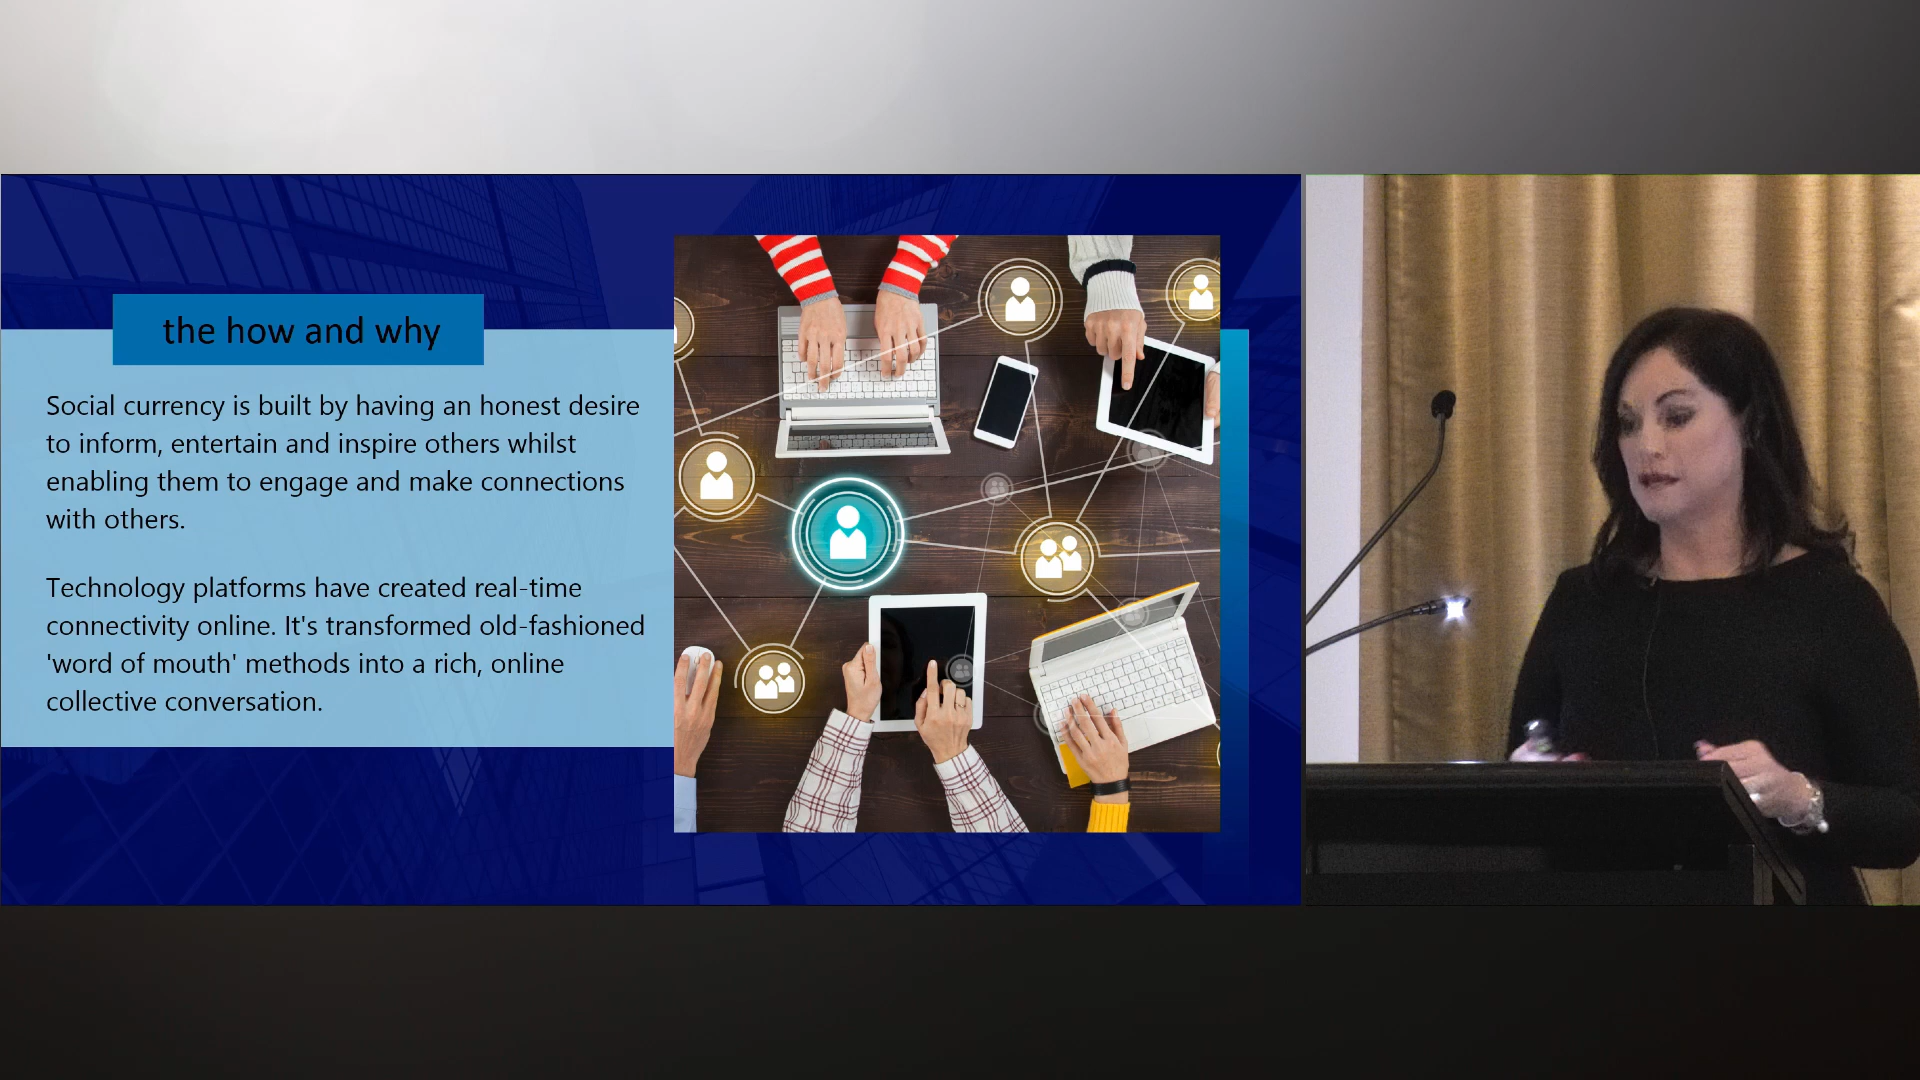 the how and why
Social currency is built by having an honest desire
to inform, entertain and inspire others whilst
enabling them to engage and make connections
with others.
Technology platforms have created real-time
connectivity online. It's transformed old-fashioned
'word of mouth' methods into a rich, online
collective conversation.